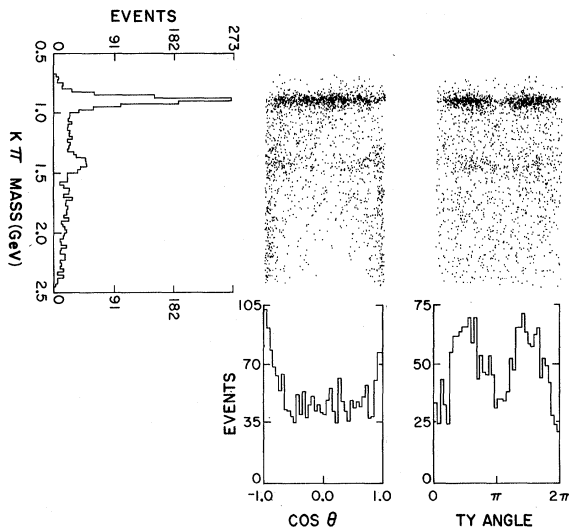 EVENTS
0 91 182 273
0.5
1.0
1.5
2.0
2.5
K π MASS (GeV)
0 91 182
105
70
35
0
EVENTS
-1.0 0.0 1.0
COS θ
75
50
25
0
0 π 2π
TY ANGLE